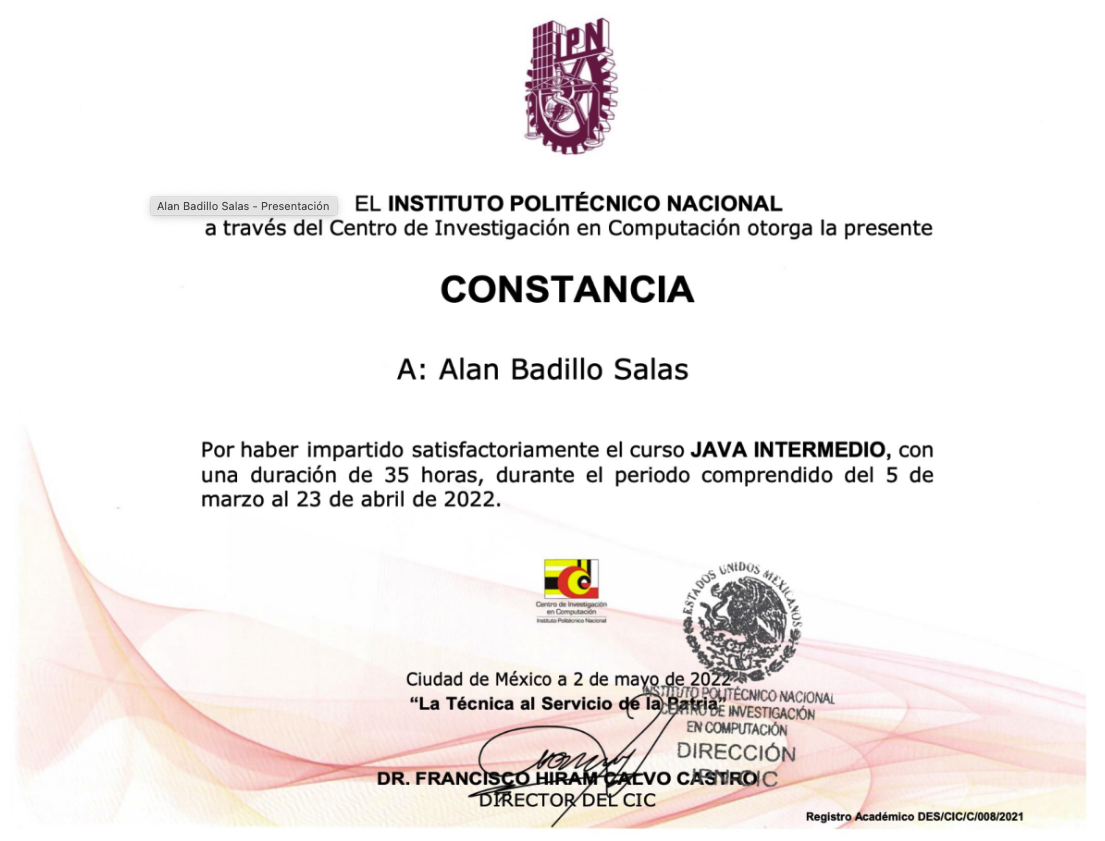 IPN
Alan Badillo Salas - Presentación
EL INSTITUTO POLITÉCNICO NACIONAL
a través del Centro de Investigación en Computación otorga la presente
CONSTANCIA
A: Alan Badillo Salas
Por haber impartido satisfactoriamente el curso JAVA INTERMEDIO, con
una duración de 35 horas, durante el periodo comprendido del 5 de
marzo al 23 de abril de 2022.
Centro de Investigación
en Computación
Instituto Politécnico Nacional
ESTADOS UNIDOS MEXICANOS
Ciudad de México a 2 de mayo de 2022
“La Técnica al Servicio de la Patria”
INSTITUTO POLITÉCNICO NACIONAL
CENTRO DE INVESTIGACIÓN
EN COMPUTACIÓN
DIRECCIÓN
IPN CIC
DR. FRANCISCO HIRAM CALVO CASTRO
DIRECTOR DEL CIC
Registro Académico DES/CIC/C/008/2021